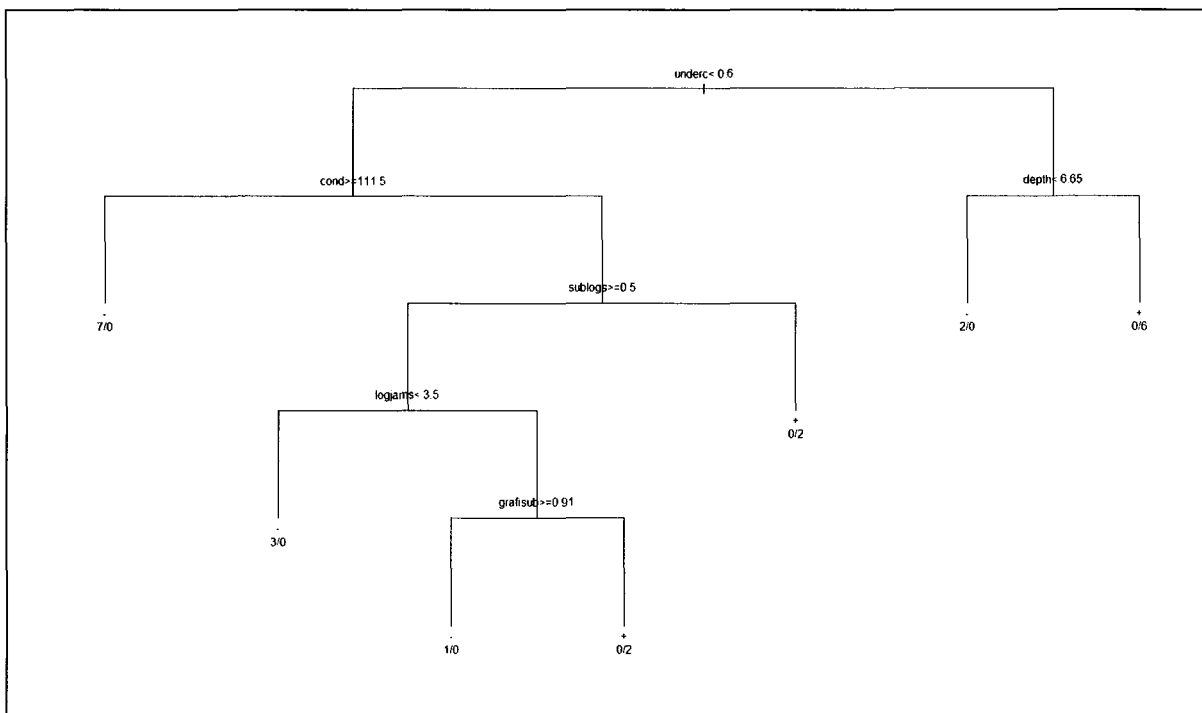 underc< 0.6
cond>=111.5
depth< 6.65
sublogs>=0.5
-
7/0
-
2/0
+
0/6
logjams< 3.5
+
0/2
grafisub>=0.91
-
3/0
-
1/0
+
0/2